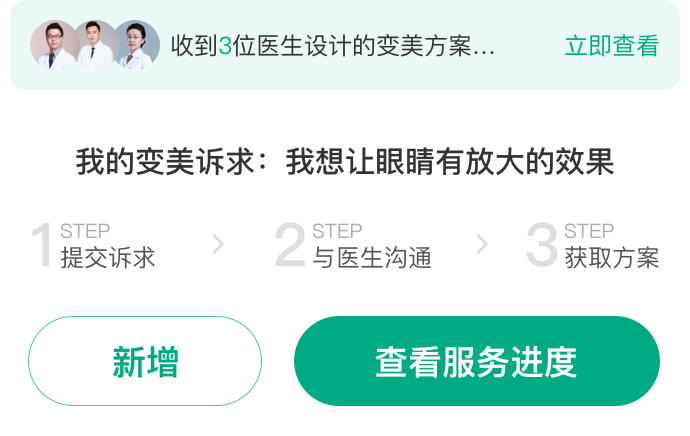 收到3位医生设计的变美方案... 立即查看
我的变美诉求：我想让眼睛有放大的效果
1 STEP 提交诉求
2 STEP 与医生沟通
3 STEP 获取方案
新增
查看服务进度